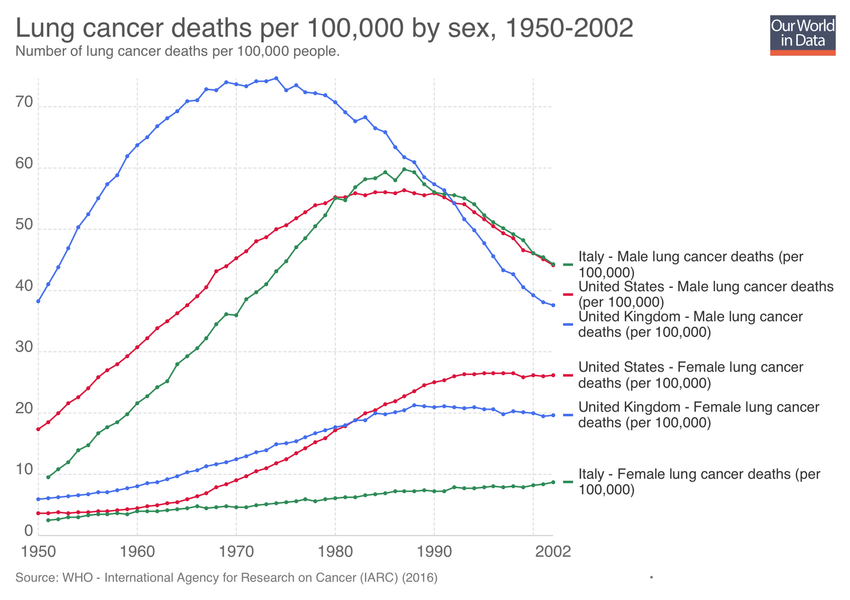 Lung cancer deaths per 100,000 by sex, 1950-2002
Number of lung cancer deaths per 100,000 people.
Our World
in Data
70
60
50
40
30
20
10
0
1950
1960
1970
1980
1990
2002
Italy - Male lung cancer deaths (per
100,000)
United States - Male lung cancer deaths
(per 100,000)
United Kingdom - Male lung cancer
deaths (per 100,000)
United States - Female lung cancer
deaths (per 100,000)
United Kingdom - Female lung cancer
deaths (per 100,000)
Italy - Female lung cancer deaths (per
100,000)
Source: WHO - International Agency for Research on Cancer (IARC) (2016)